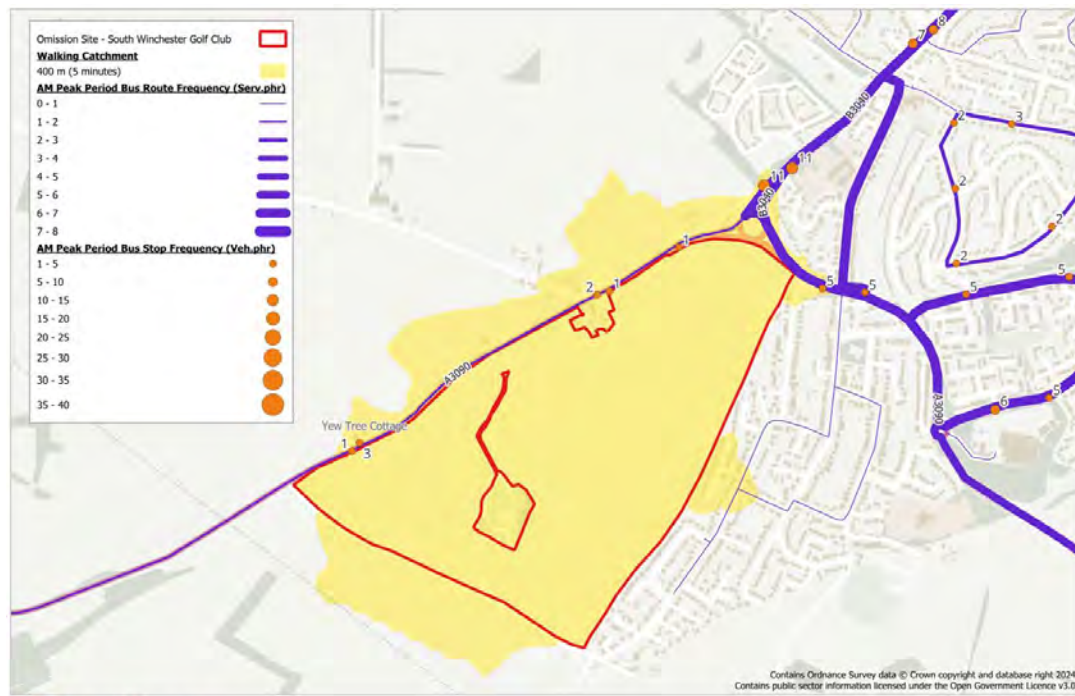 Omission Site - South Winchester Golf Club
Walking Catchment
400 m (5 minutes)
AM Peak Period Bus Route Frequency (Serv.phr)
0 - 1
1 - 2
2 - 3
3 - 4
4 - 5
5 - 6
6 - 7
7 - 8
AM Peak Period Bus Stop Frequency (Veh.phr)
1 - 5
5 - 10
10 - 15
15 - 20
20 - 25
25 - 30
30 - 35
35 - 40
8
7
B3040
2
3
11
11
2
B3040
2
1
2
5
5
5
5
2
1
A3090
A3090
5
6
Yew Tree Cottage
1
3
Contains Ordnance Survey data © Crown copyright and database right 2024
Contains public sector information licensed under the Open Government Licence v3.0